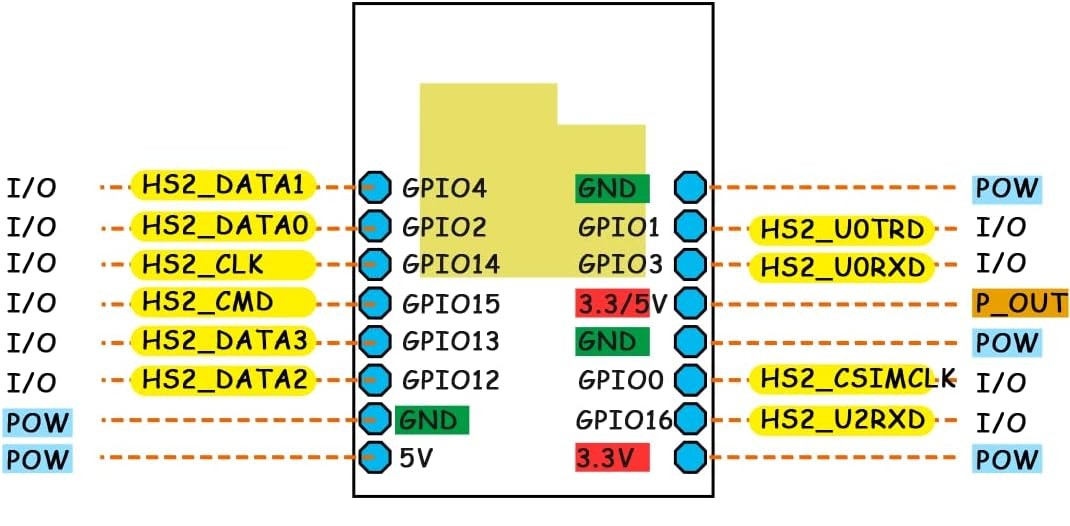 I/O HS2_DATA1 GPIO4 GND POW
I/O HS2_DATA0 GPIO2 GPIO1 HS2_U0TRD I/O
I/O HS2_CLK GPIO14 GPIO3 HS2_U0RXD I/O
I/O HS2_CMD GPIO15 3.3/5V P_OUT
I/O HS2_DATA3 GPIO13 GND POW
I/O HS2_DATA2 GPIO12 GPIO0 HS2_CSIMCLK I/O
POW GND GPIO16 HS2_U2RXD I/O
POW 5V 3.3V POW